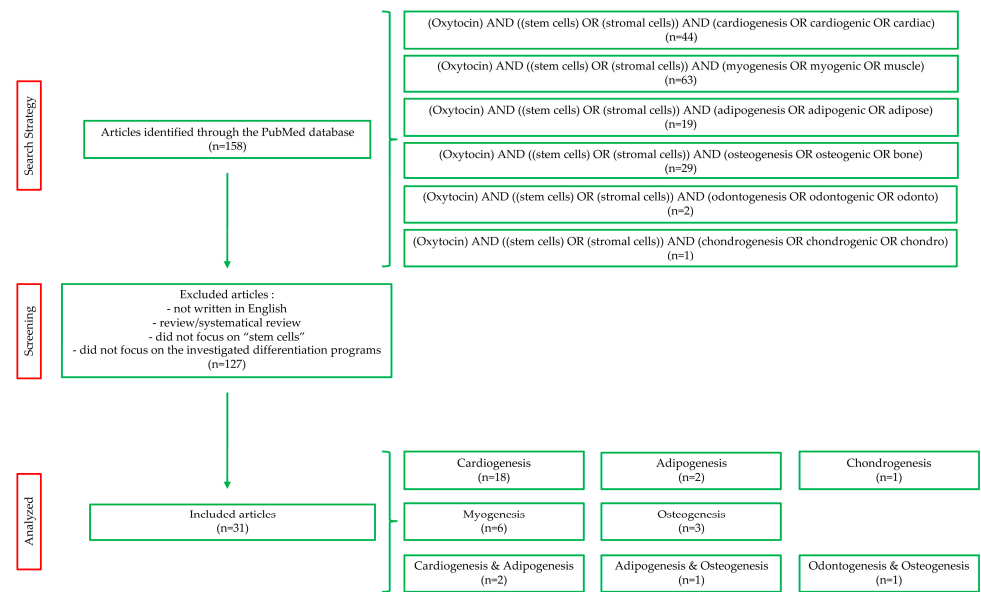 Search Strategy
Articles identified through the PubMed database
(n=158)
(Oxytocin) AND ((stem cells) OR (stromal cells)) AND (cardiogenesis OR cardiogenic OR cardiac)
(n=44)
(Oxytocin) AND ((stem cells) OR (stromal cells)) AND (myogenesis OR myogenic OR muscle)
(n=63)
(Oxytocin) AND ((stem cells) OR (stromal cells)) AND (adipogenesis OR adipogenic OR adipose)
(n=19)
(Oxytocin) AND ((stem cells) OR (stromal cells)) AND (osteogenesis OR osteogenic OR bone)
(n=29)
(Oxytocin) AND ((stem cells) OR (stromal cells)) AND (odontogenesis OR odontogenic OR odonto)
(n=2)
(Oxytocin) AND ((stem cells) OR (stromal cells)) AND (chondrogenesis OR chondrogenic OR chondro)
(n=1)
Screening
Excluded articles :
- not written in English
- review/systematical review
- did not focus on “stem cells”
- did not focus on the investigated differentiation programs
(n=127)
Analyzed
Included articles
(n=31)
Cardiogenesis
(n=18)
Adipogenesis
(n=2)
Chondrogenesis
(n=1)
Myogenesis
(n=6)
Osteogenesis
(n=3)
Cardiogenesis & Adipogenesis
(n=2)
Adipogenesis & Osteogenesis
(n=1)
Odontogenesis & Osteogenesis
(n=1)